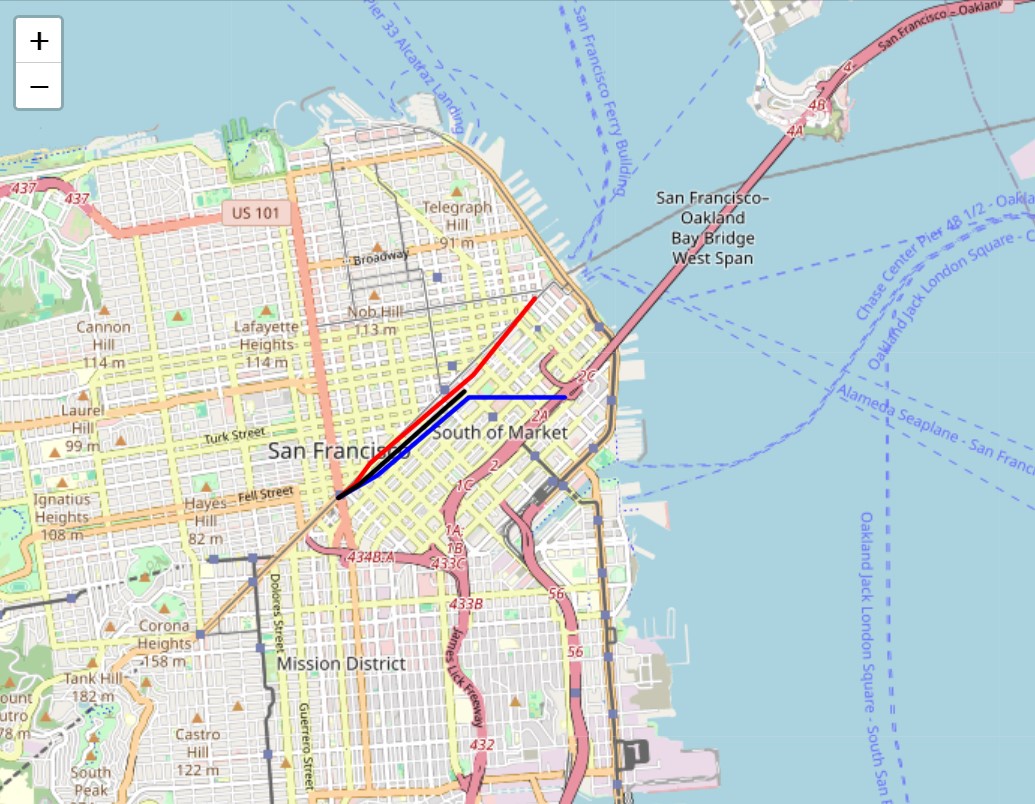 +
−
Pier 33 Alcatraz Landing
San Francisco Ferry Building
San Francisco – Oakland
4
4B
4A
437
437
US 101
Telegraph
Hill
91 m
Broadway
San Francisco–
Oakland
Bay Bridge
West Span
Chase Center Pier 48 1/2 - Oakla
Oakland Jack London Square - C
Nob Hill
113 m
Cannon
Hill
114 m
Lafayette
Heights
114 m
2C
Alameda Seaplane - San Franc
Laurel
Hill
99 m
2A
Turk Street
South of Market
San Francisco
2
1C
Fell Street
Ignatius
Heights
108 m
Hayes
Hill
82 m
1A
1B
434B:A
433C
Oakland Jack London Square - South San F
Dolores Street
433B
56
Corona
Heights
158 m
James Lick Freeway
56
Mission District
Tank Hill
182 m
ount
utro
78 m
Guerrero Street
Castro
Hill
122 m
432
South
Peak